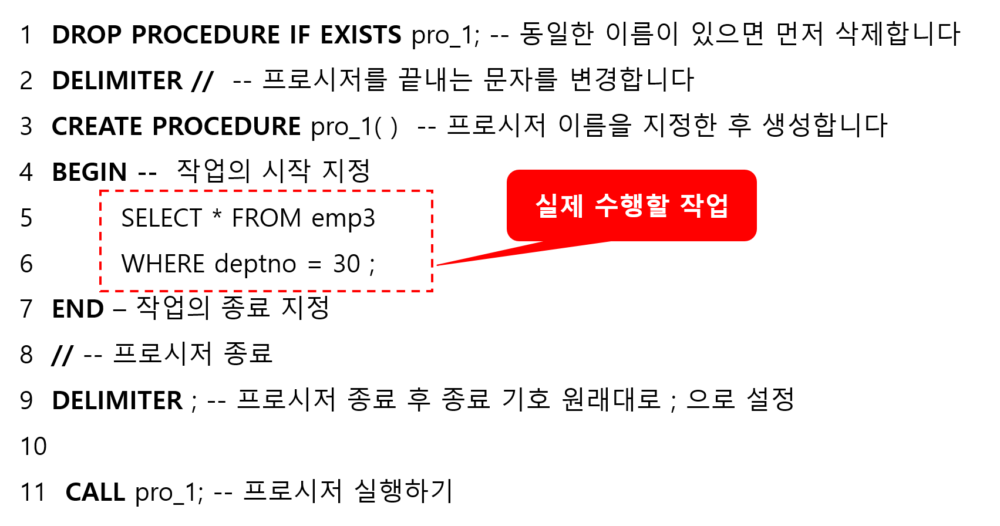 1 DROP PROCEDURE IF EXISTS pro_1; -- 동일한 이름이 있으면 먼저 삭제합니다
2 DELIMITER // -- 프로시저를 끝내는 문자를 변경합니다
3 CREATE PROCEDURE pro_1( ) -- 프로시저 이름을 지정한 후 생성합니다
4 BEGIN -- 작업의 시작 지정
실제 수행할 작업
5 SELECT * FROM emp3
6 WHERE deptno = 30 ;
7 END – 작업의 종료 지정
8 // -- 프로시저 종료
9 DELIMITER ; -- 프로시저 종료 후 종료 기호 원래대로 ; 으로 설정
10
11 CALL pro_1; -- 프로시저 실행하기